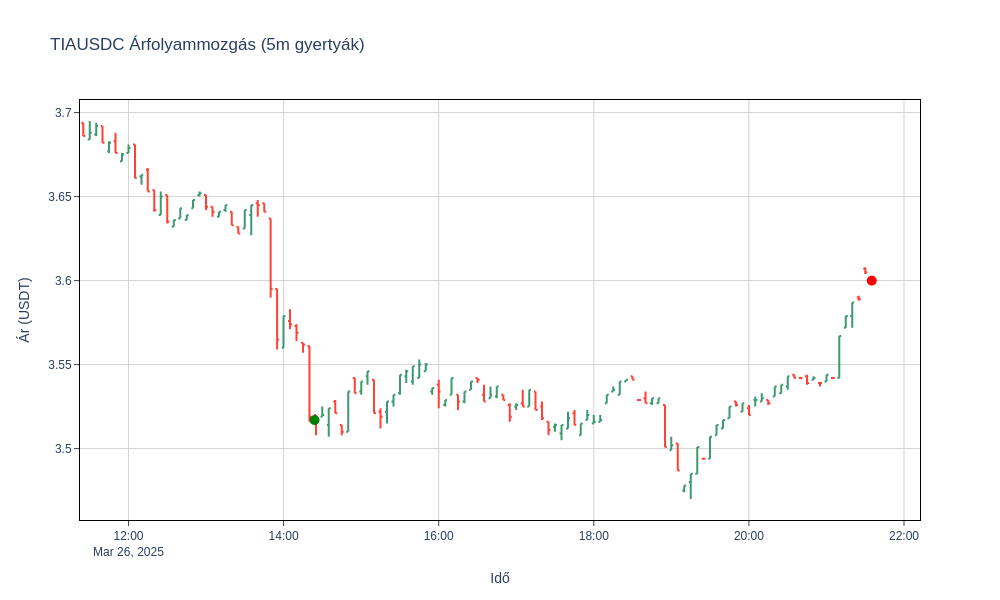 TIAUSDC Árfolyammozgás (5m gyertyák)
3.7
3.65
3.6
3.55
3.5
Ár (USDT)
12:00
14:00
16:00
18:00
20:00
22:00
Mar 26, 2025
Idő